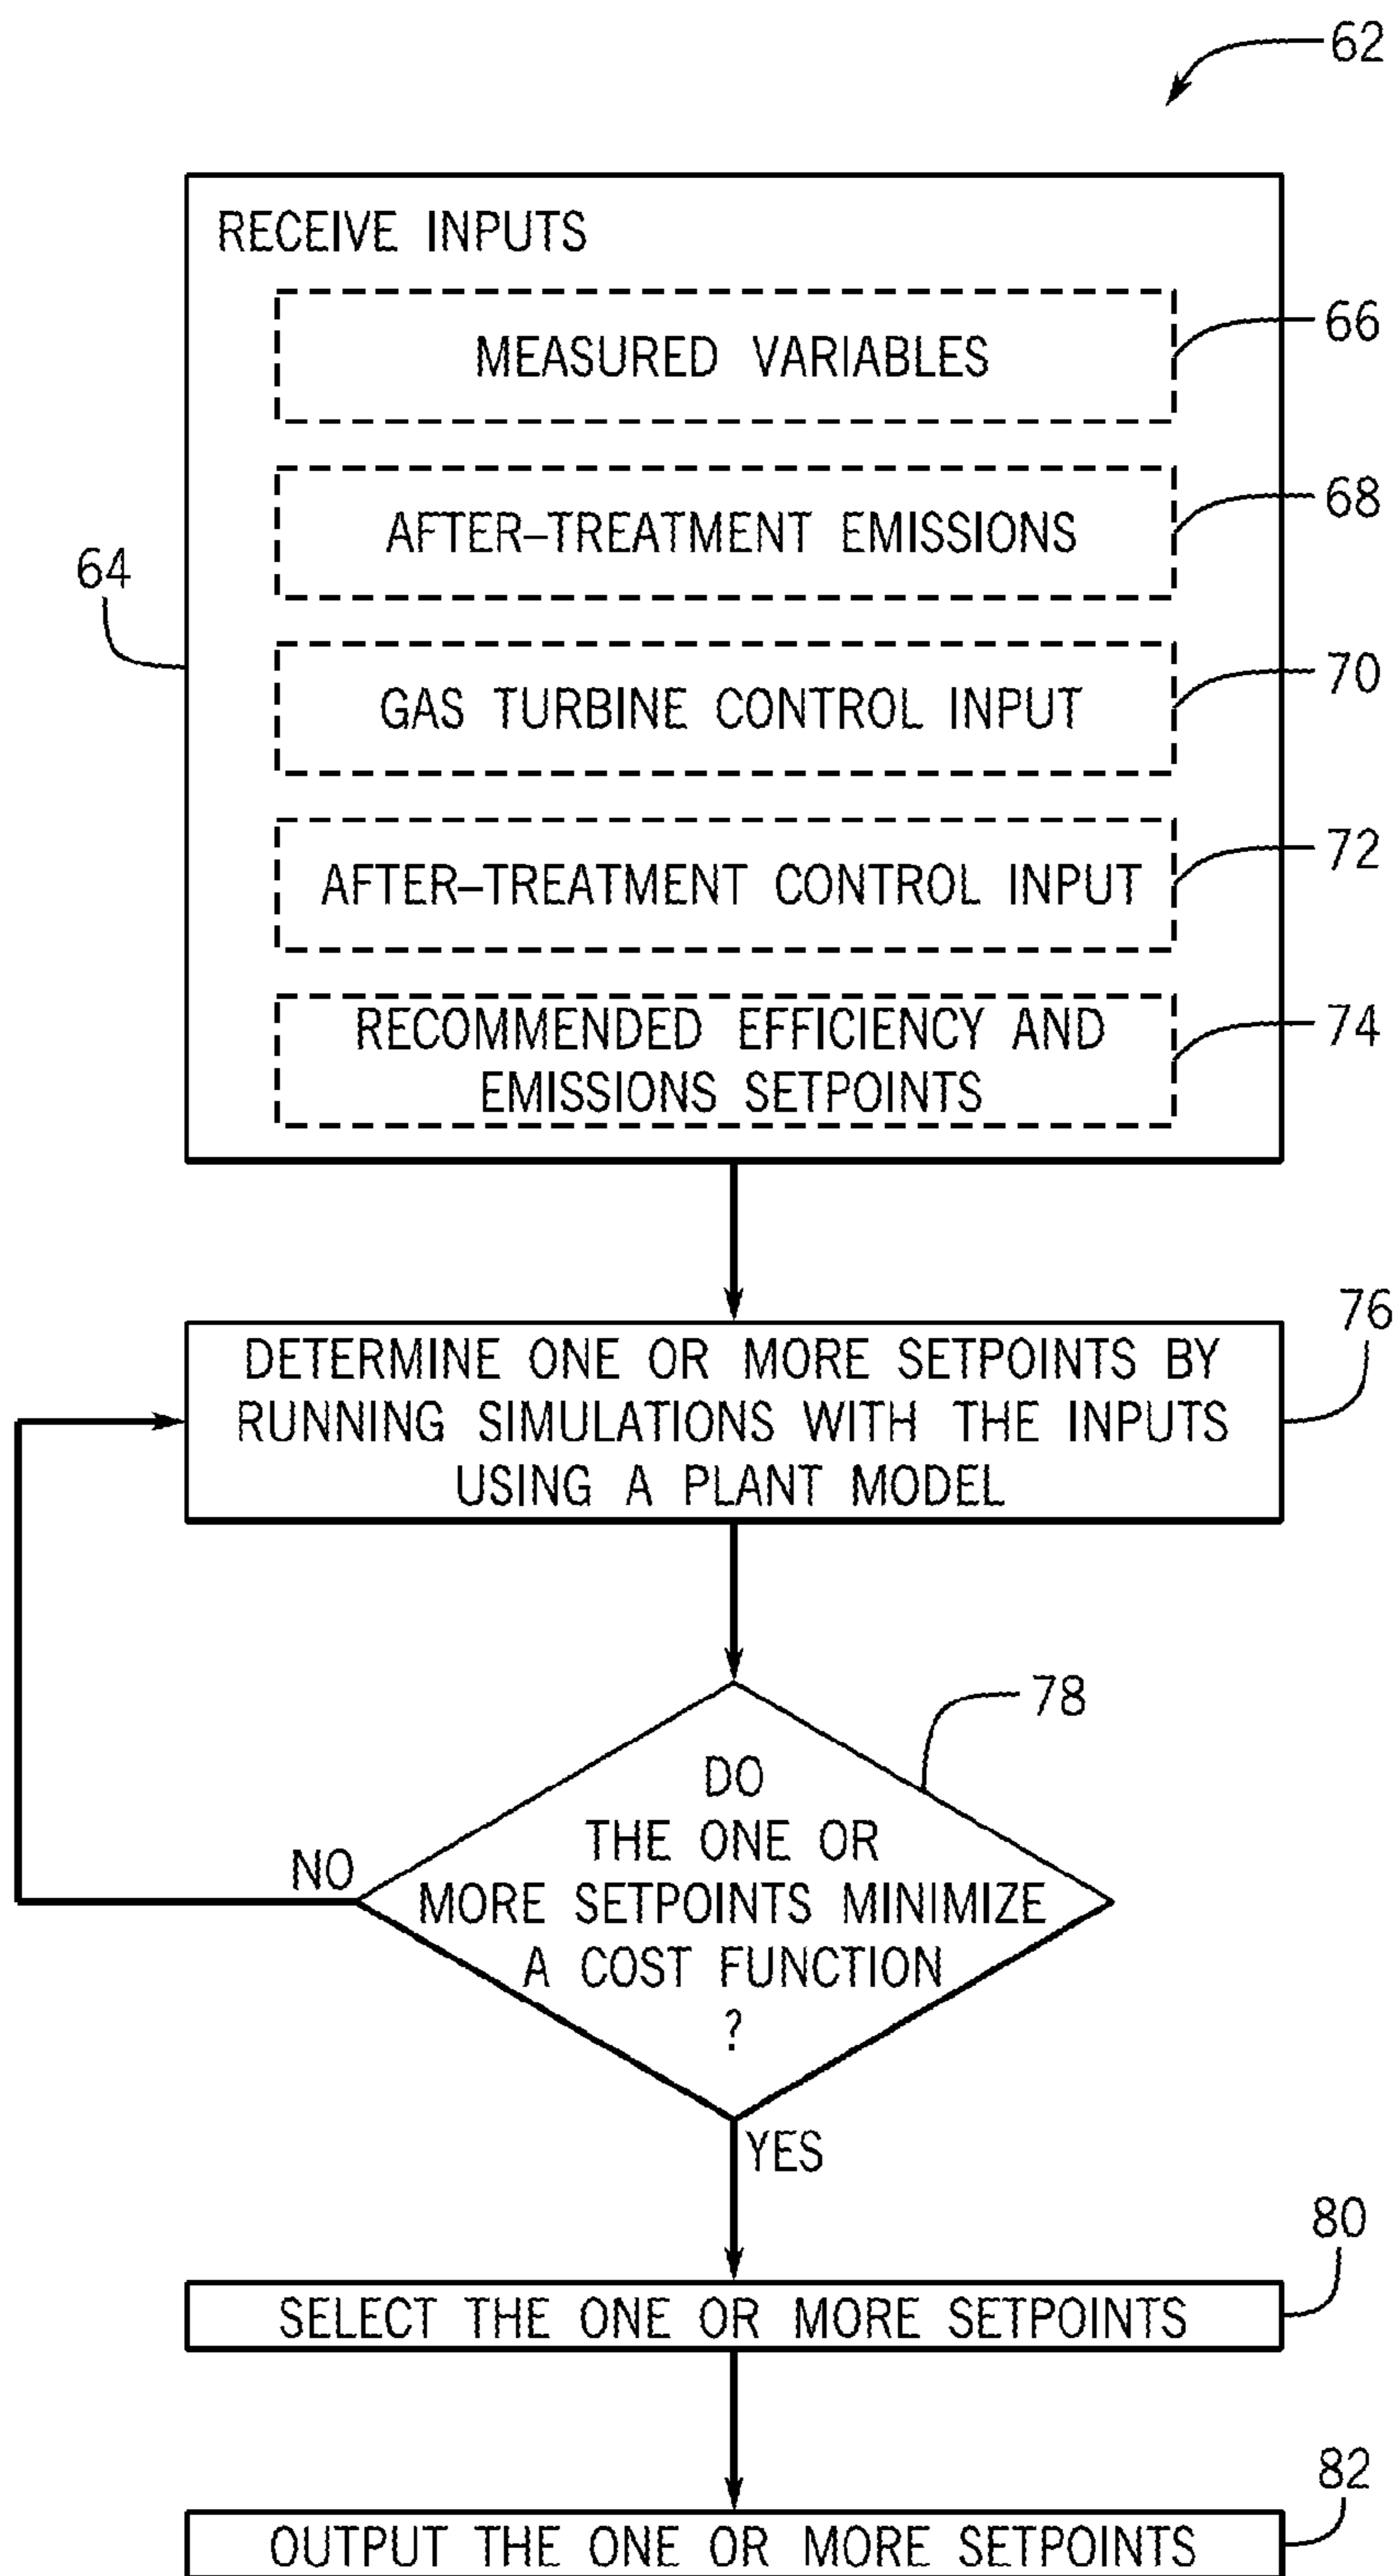 62
RECEIVE INPUTS
MEASURED VARIABLES
66
AFTER–TREATMENT EMISSIONS
68
64
GAS TURBINE CONTROL INPUT
70
AFTER–TREATMENT CONTROL INPUT
72
RECOMMENDED EFFICIENCY AND
EMISSIONS SETPOINTS
74
76
DETERMINE ONE OR MORE SETPOINTS BY
RUNNING SIMULATIONS WITH THE INPUTS
USING A PLANT MODEL
78
DO
THE ONE OR
MORE SETPOINTS MINIMIZE
A COST FUNCTION
?
NO
YES
80
SELECT THE ONE OR MORE SETPOINTS
82
OUTPUT THE ONE OR MORE SETPOINTS